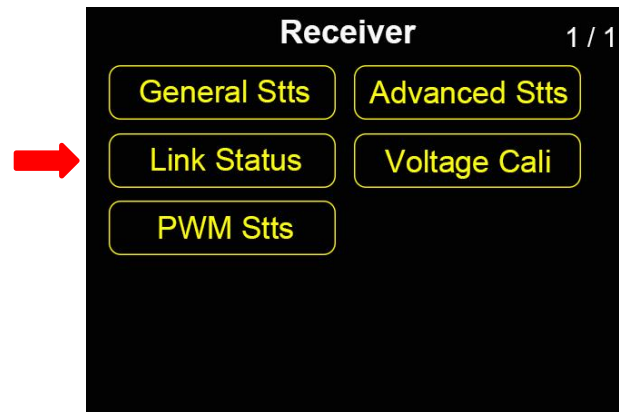 Receiver 1 / 1
General Stts Advanced Stts
Link Status Voltage Cali
PWM Stts